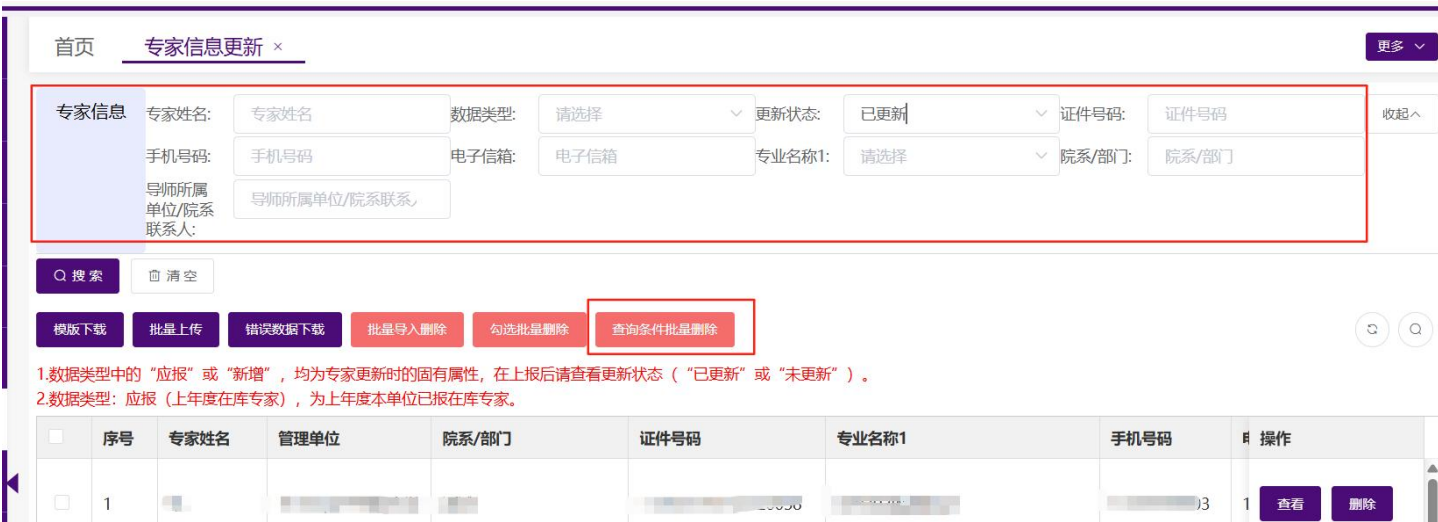 首页 专家信息更新 × 更多
专家信息 专家姓名: 专家姓名 数据类型: 请选择 更新状态: 已更新 证件号码: 证件号码 收起
手机号码: 手机号码 电子信箱: 电子信箱 专业名称1: 请选择 院系/部门: 院系/部门
导师所属
单位/院系 导师所属单位/院系联系
联系人:
搜索 清空
模版下载 批量上传 错误数据下载 批量导入删除 勾选批量删除 查询条件批量删除
1.数据类型中的“应报”或“新增”，均为专家更新时的固有属性，在上报后请查看更新状态（“已更新”或“未更新”）。
2.数据类型：应报（上年度在库专家），为上年度本单位已报在库专家。
序号 专家姓名 管理单位 院系/部门 证件号码 专业名称1 手机号码 操作
1 03 1 查看 删除